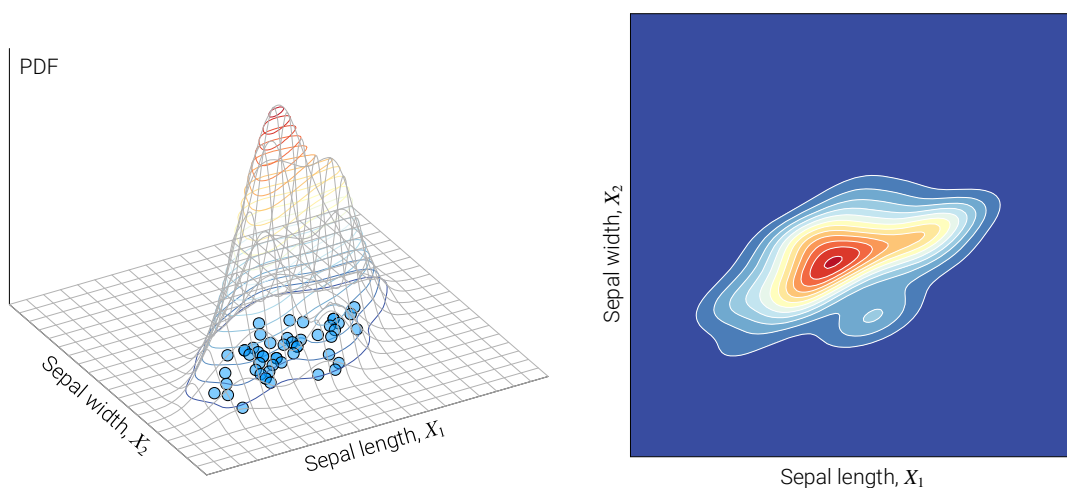 PDF
Sepal width, X₂
Sepal length, X₁
Sepal width, X₂
Sepal length, X₁